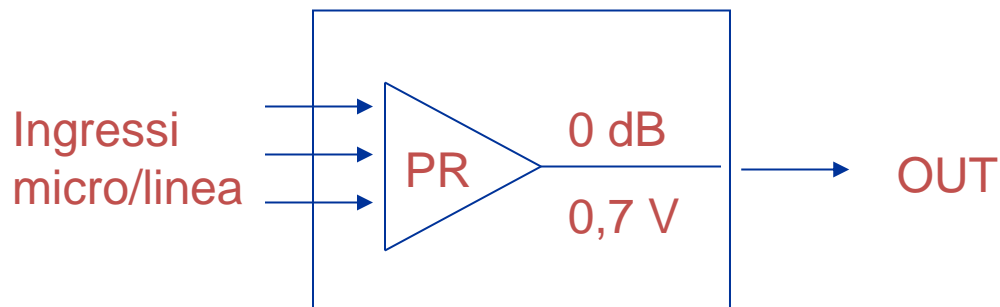 Ingressi
micro/linea
PR
0 dB
0,7 V
OUT